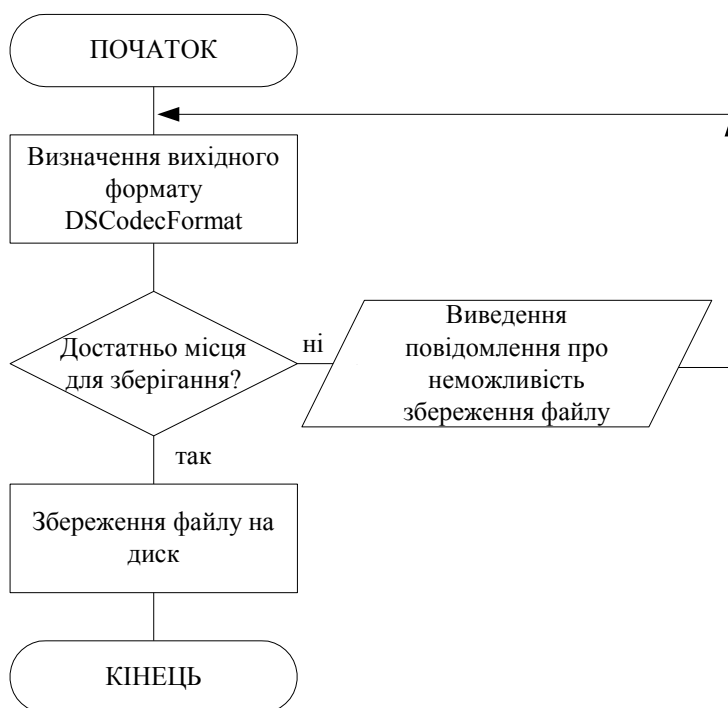 ПОЧАТОК
Визначення вихідного
формату
DSCodecFormat
Достатньо місця
для зберігання?
ні
Виведення
повідомлення про
неможливість
збереження файлу
так
Збереження файлу на
диск
КІНЕЦЬ